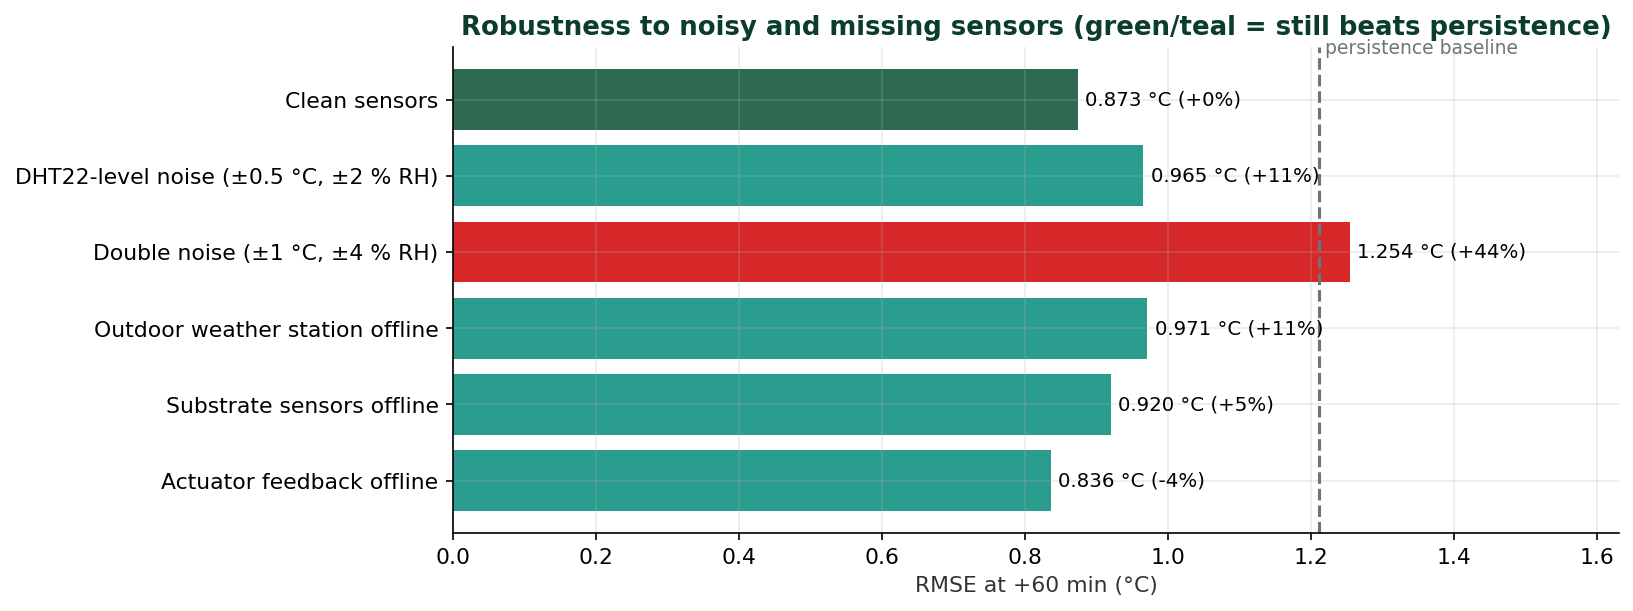 Robustness to noisy and missing sensors (green/teal = still beats persistence)
persistence baseline
Clean sensors
0.873 °C (+0%)
DHT22-level noise (±0.5 °C, ±2 % RH)
0.965 °C (+11%)
Double noise (±1 °C, ±4 % RH)
1.254 °C (+44%)
Outdoor weather station offline
0.971 °C (+11%)
Substrate sensors offline
0.920 °C (+5%)
Actuator feedback offline
0.836 °C (-4%)
0.0 0.2 0.4 0.6 0.8 1.0 1.2 1.4 1.6
RMSE at +60 min (°C)